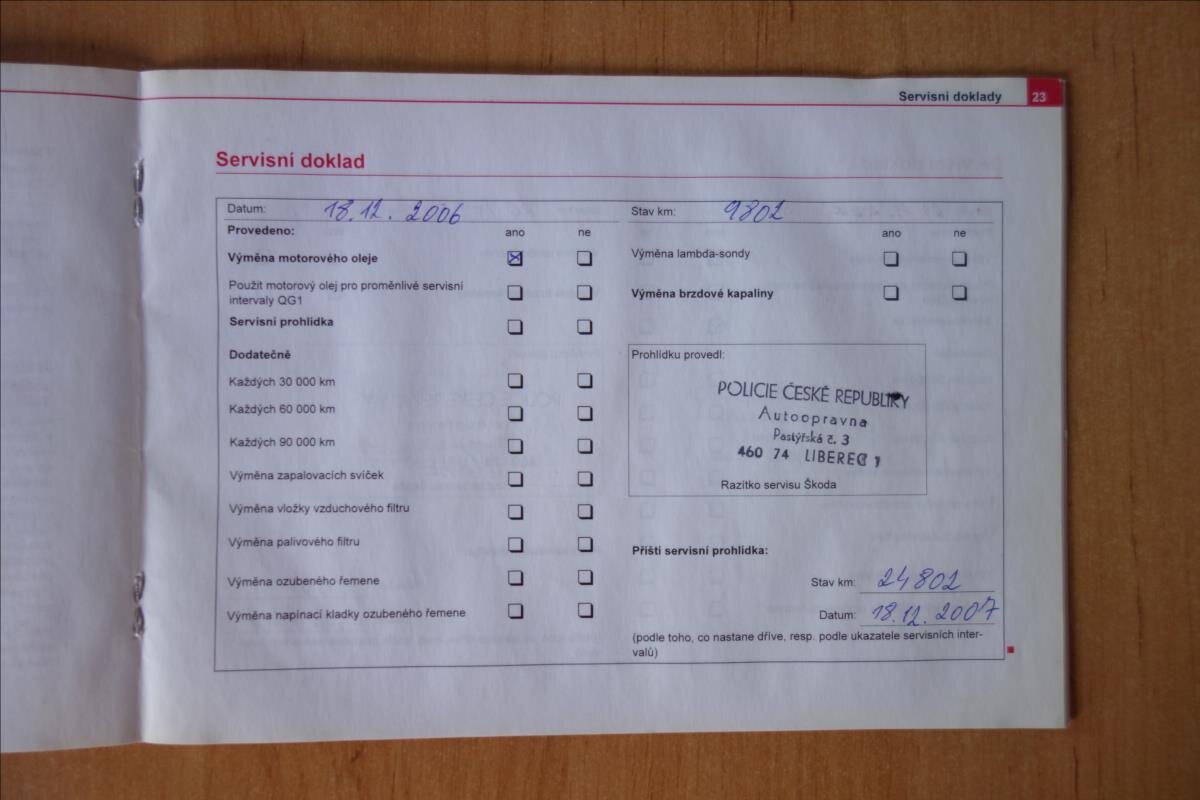 Servisní doklady 23
Servisní doklad
Datum: 18.12. 2006
Provedeno: ano ne
Výměna motorového oleje
Použit motorový olej pro proměnlivé servisní
intervaly QG1
Servisní prohlídka
Dodatečně
Každých 30 000 km
Každých 60 000 km
Každých 90 000 km
Výměna zapalovacích svíček
Výměna vložky vzduchového filtru
Výměna palivového filtru
Výměna ozubeného řemene
Výměna napínací kladky ozubeného řemene
Stav km: 9802
ano ne
Výměna lambda-sondy
Výměna brzdové kapaliny
Prohlídku provedl:
POLICIE ČESKÉ REPUBLIKY
Autoopravna
Pastýřská č. 3
460 74 LIBEREC 1
Razítko servisu Škoda
Příští servisní prohlídka:
Stav km: 24802
Datum: 18.12.2007
(podle toho, co nastane dříve, resp. podle ukazatele servisních inter-
valů)